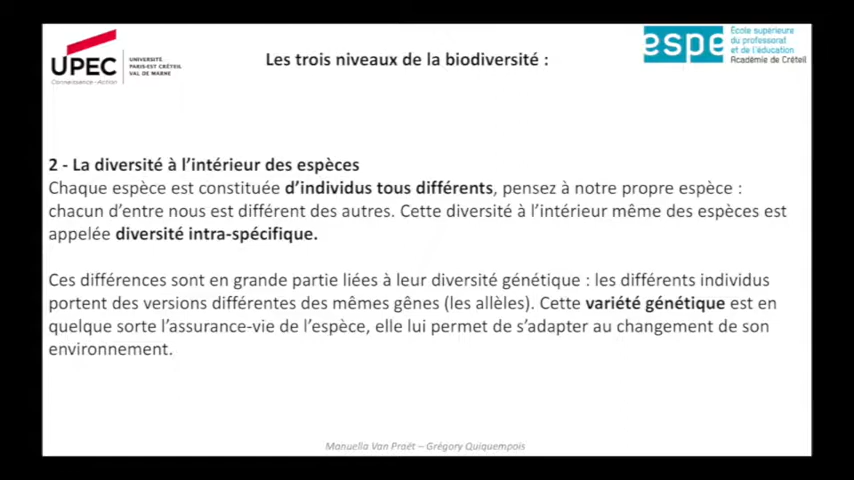 UPEC
Connaissance - Action
UNIVERSITÉ
PARIS-EST CRÉTEIL
VAL DE MARNE
Les trois niveaux de la biodiversité :
espe
École supérieure
du professorat
et de l'éducation
Académie de Créteil
2 - La diversité à l'intérieur des espèces
Chaque espèce est constituée d'individus tous différents, pensez à notre propre espèce :
chacun d'entre nous est différent des autres. Cette diversité à l'intérieur même des espèces est
appelée diversité intra-spécifique.
Ces différences sont en grande partie liées à leur diversité génétique : les différents individus
portent des versions différentes des mêmes gênes (les allèles). Cette variété génétique est en
quelque sorte l'assurance-vie de l'espèce, elle lui permet de s'adapter au changement de son
environnement.
Manuella Van Praët – Grégory Quiquempois